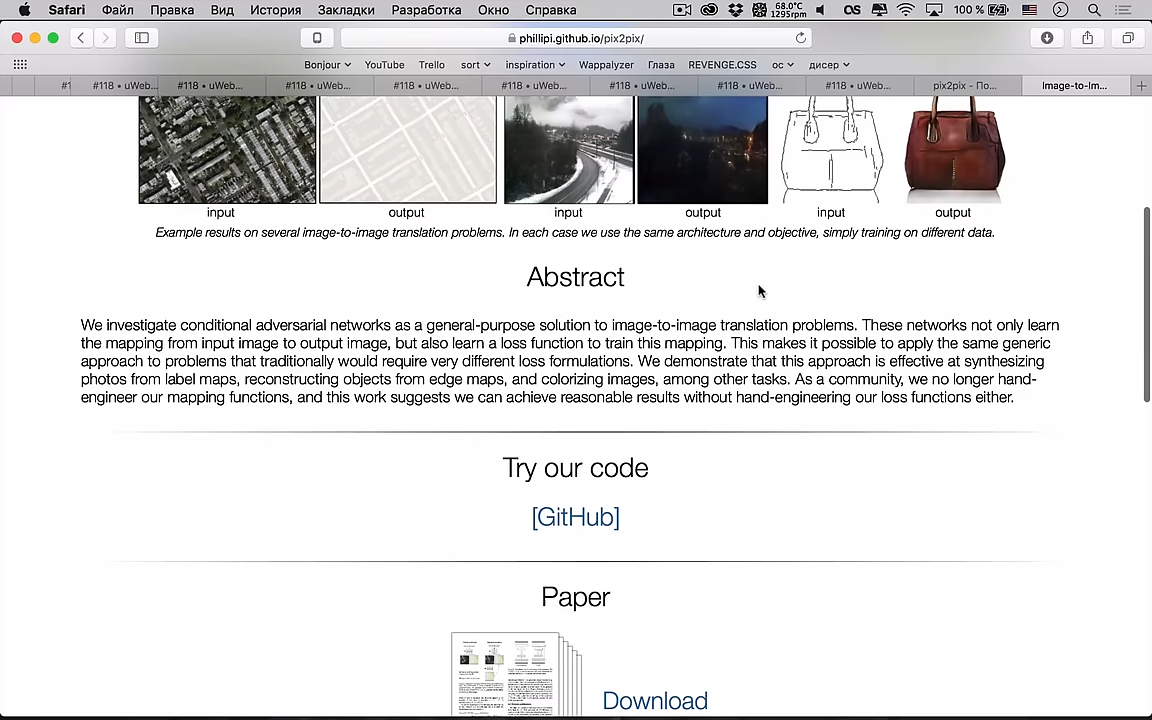 Safari Файл Правка Вид История Закладки Разработка Окно Справка 68.0°C 1295rpm 100 %
phillipi.github.io/pix2pix/
Bonjour YouTube Trello sort inspiration Wappalyzer Глаза REVENGE.CSS ос дисер
#1 #118 • uWeb... #118 • uWeb... #118 • uWeb... #118 • uWeb... #118 • uWeb... #118 • uWeb... #118 • uWeb... #118 • uWeb... pix2pix - По... Image-to-Im...
input output input output input output
Example results on several image-to-image translation problems. In each case we use the same architecture and objective, simply training on different data.
Abstract
We investigate conditional adversarial networks as a general-purpose solution to image-to-image translation problems. These networks not only learn
the mapping from input image to output image, but also learn a loss function to train this mapping. This makes it possible to apply the same generic
approach to problems that traditionally would require very different loss formulations. We demonstrate that this approach is effective at synthesizing
photos from label maps, reconstructing objects from edge maps, and colorizing images, among other tasks. As a community, we no longer hand-
engineer our mapping functions, and this work suggests we can achieve reasonable results without hand-engineering our loss functions either.
Try our code
[GitHub]
Paper
Download